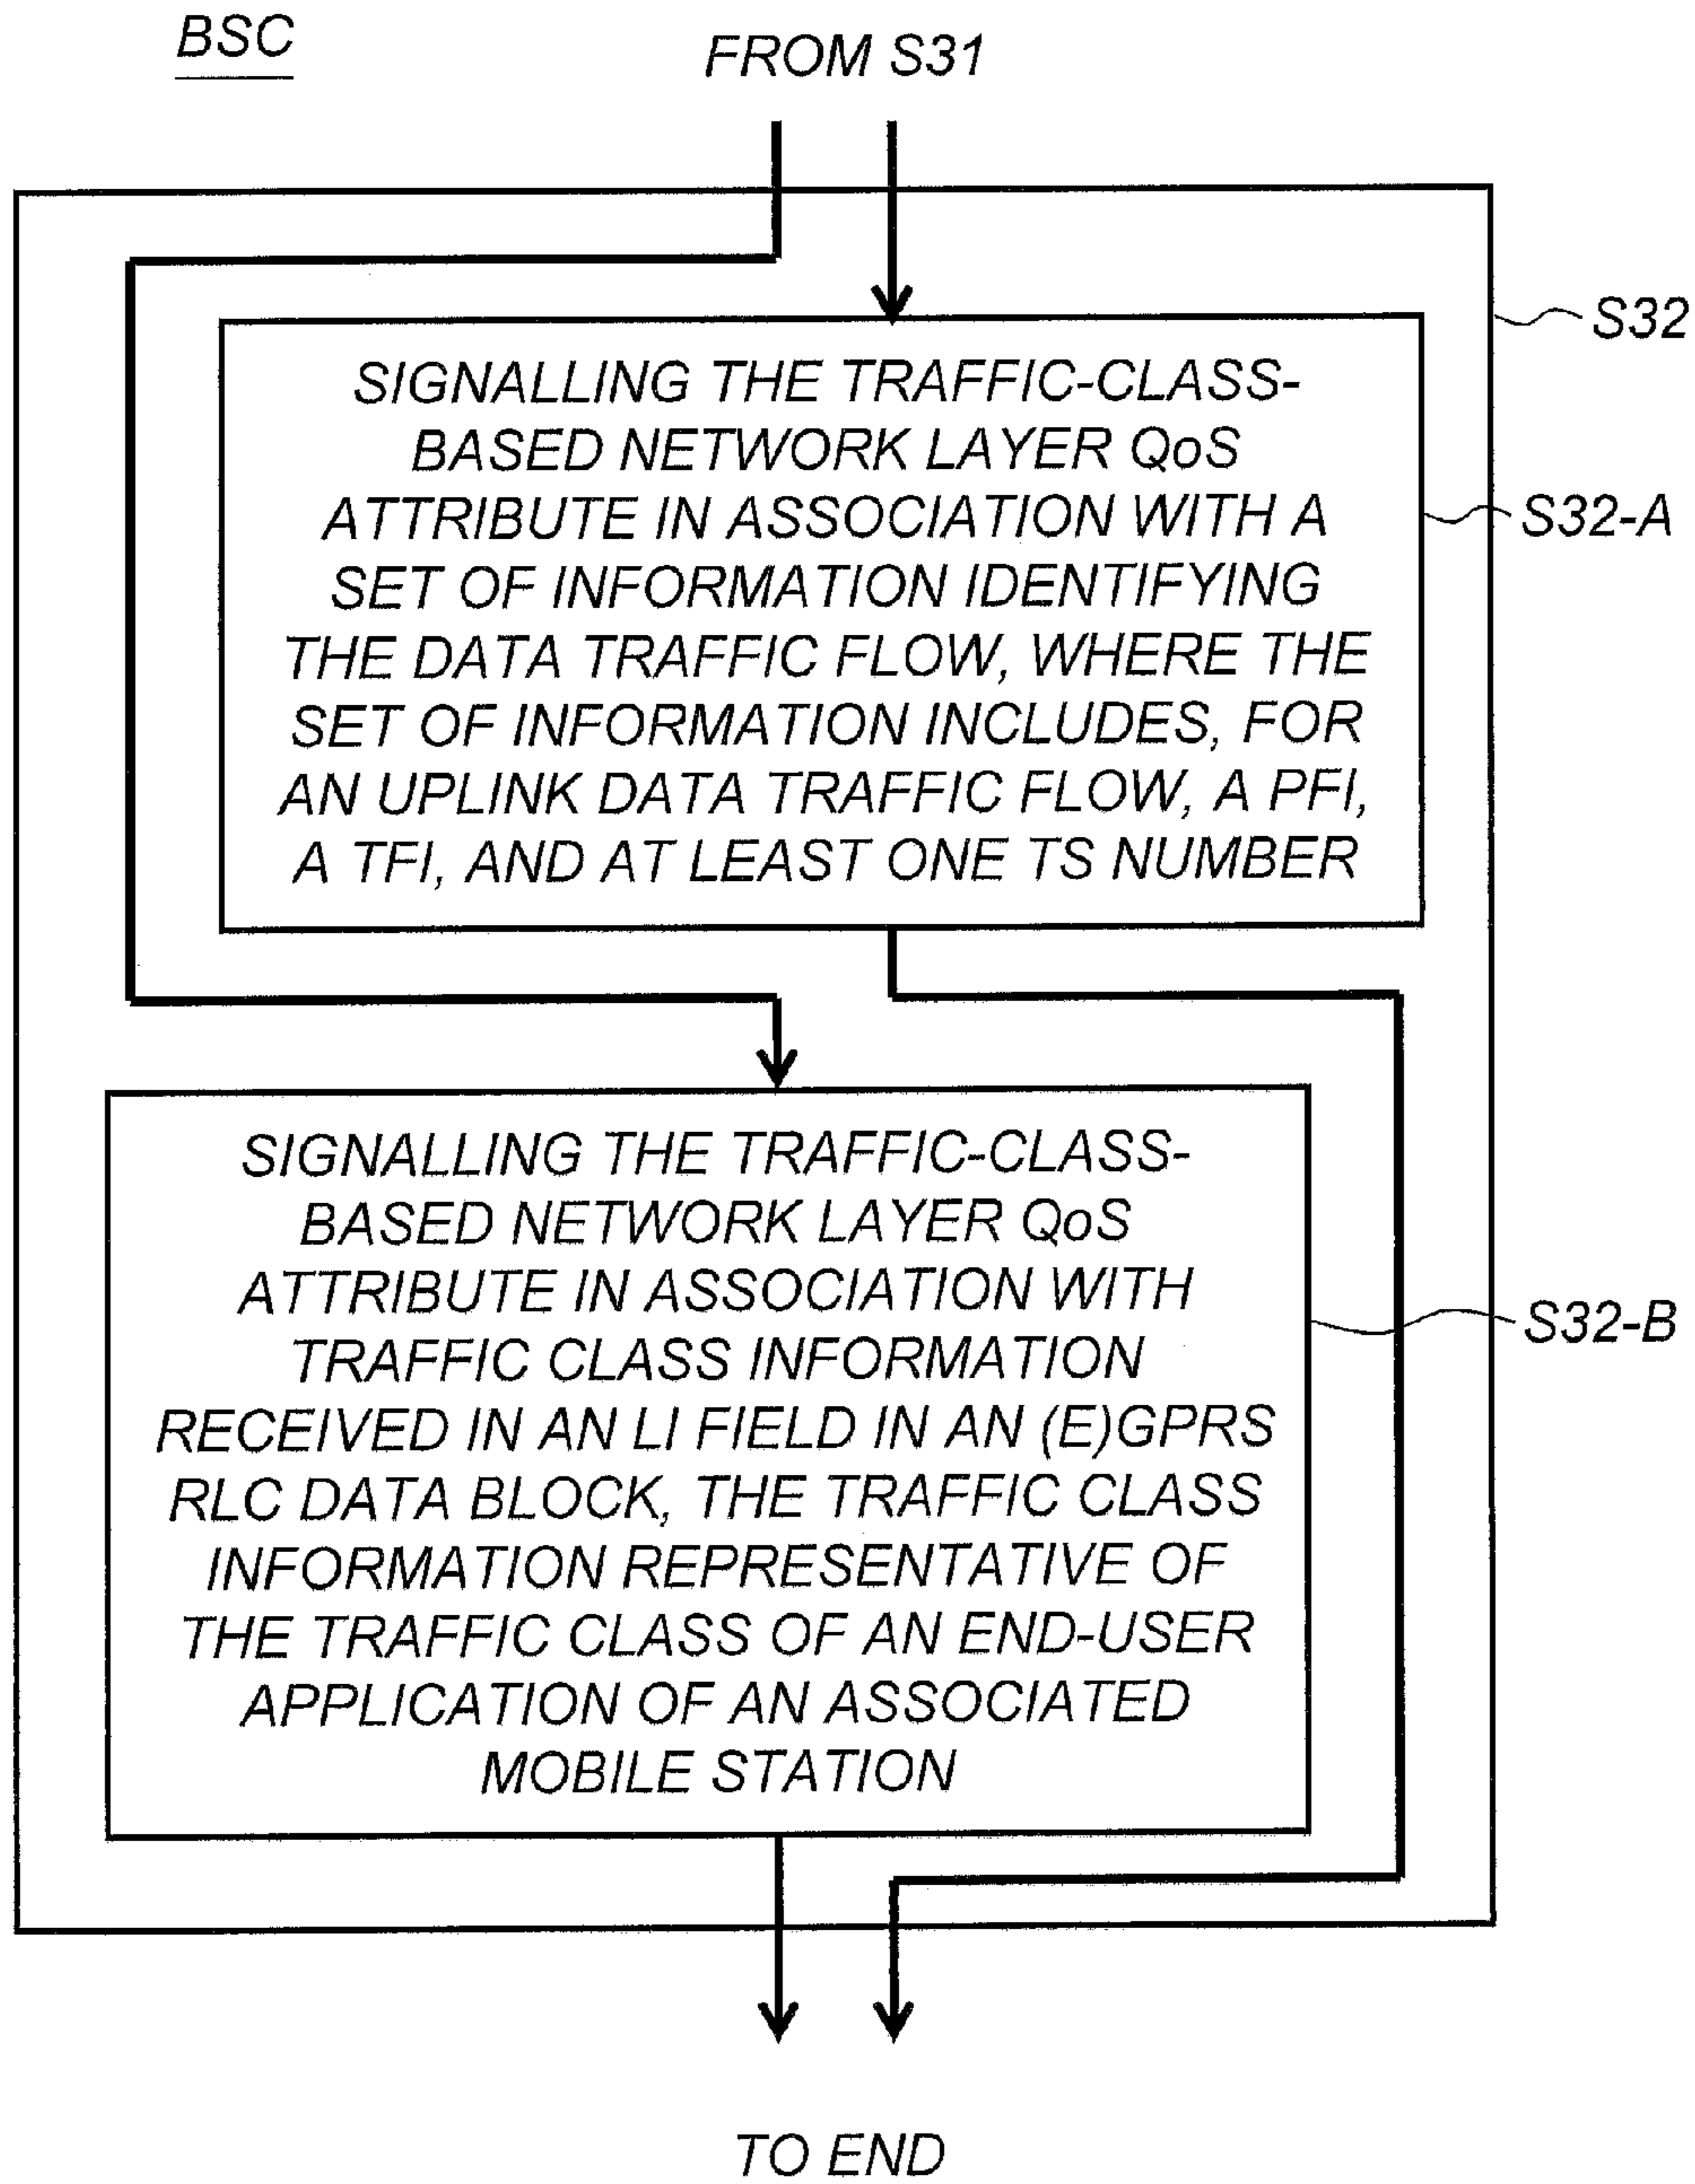 BSC
FROM S31
S32
SIGNALLING THE TRAFFIC-CLASS-
BASED NETWORK LAYER QoS
ATTRIBUTE IN ASSOCIATION WITH A
SET OF INFORMATION IDENTIFYING
THE DATA TRAFFIC FLOW, WHERE THE
SET OF INFORMATION INCLUDES, FOR
AN UPLINK DATA TRAFFIC FLOW, A PFI,
A TFI, AND AT LEAST ONE TS NUMBER
S32-A
SIGNALLING THE TRAFFIC-CLASS-
BASED NETWORK LAYER QoS
ATTRIBUTE IN ASSOCIATION WITH
TRAFFIC CLASS INFORMATION
RECEIVED IN AN LI FIELD IN AN (E)GPRS
RLC DATA BLOCK, THE TRAFFIC CLASS
INFORMATION REPRESENTATIVE OF
THE TRAFFIC CLASS OF AN END-USER
APPLICATION OF AN ASSOCIATED
MOBILE STATION
S32-B
TO END